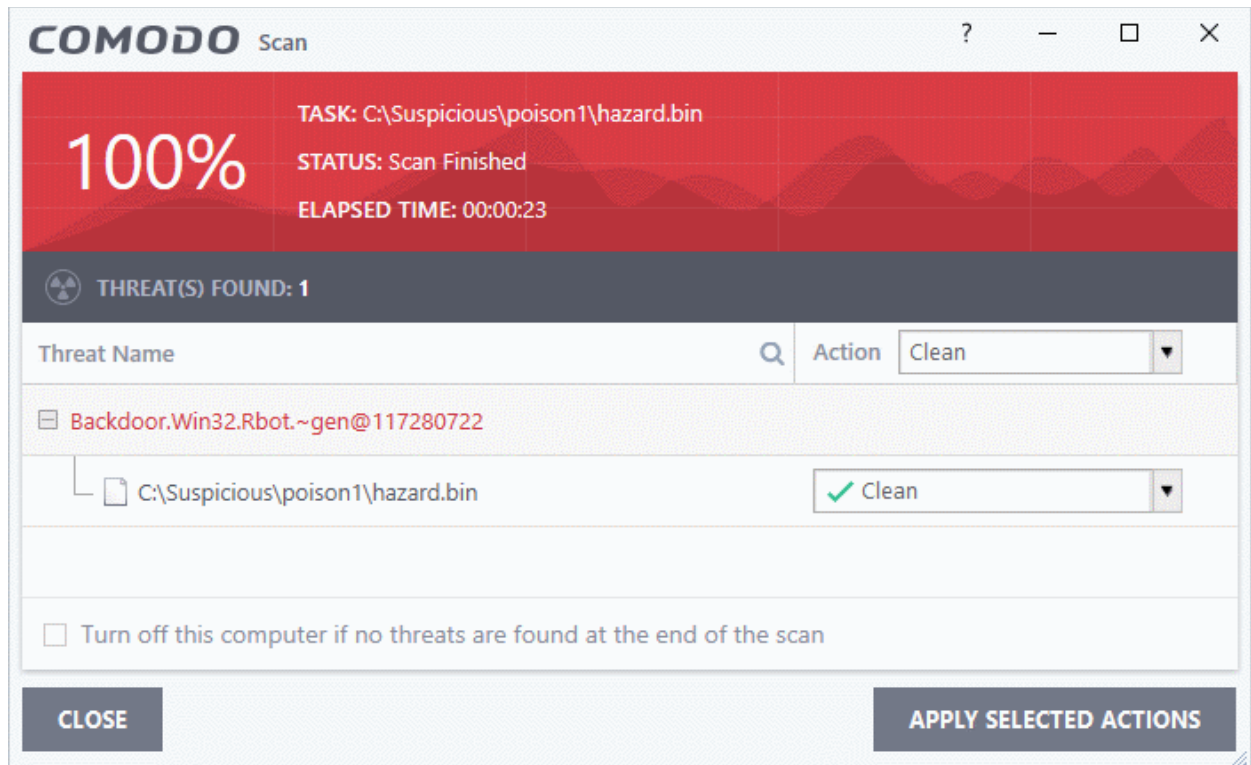 COMODO Scan
?
100%
TASK: C:\Suspicious\poison1\hazard.bin
STATUS: Scan Finished
ELAPSED TIME: 00:00:23
THREAT(S) FOUND: 1
Threat Name
Action Clean
Backdoor.Win32.Rbot.~gen@117280722
C:\Suspicious\poison1\hazard.bin
Clean
Turn off this computer if no threats are found at the end of the scan
CLOSE
APPLY SELECTED ACTIONS